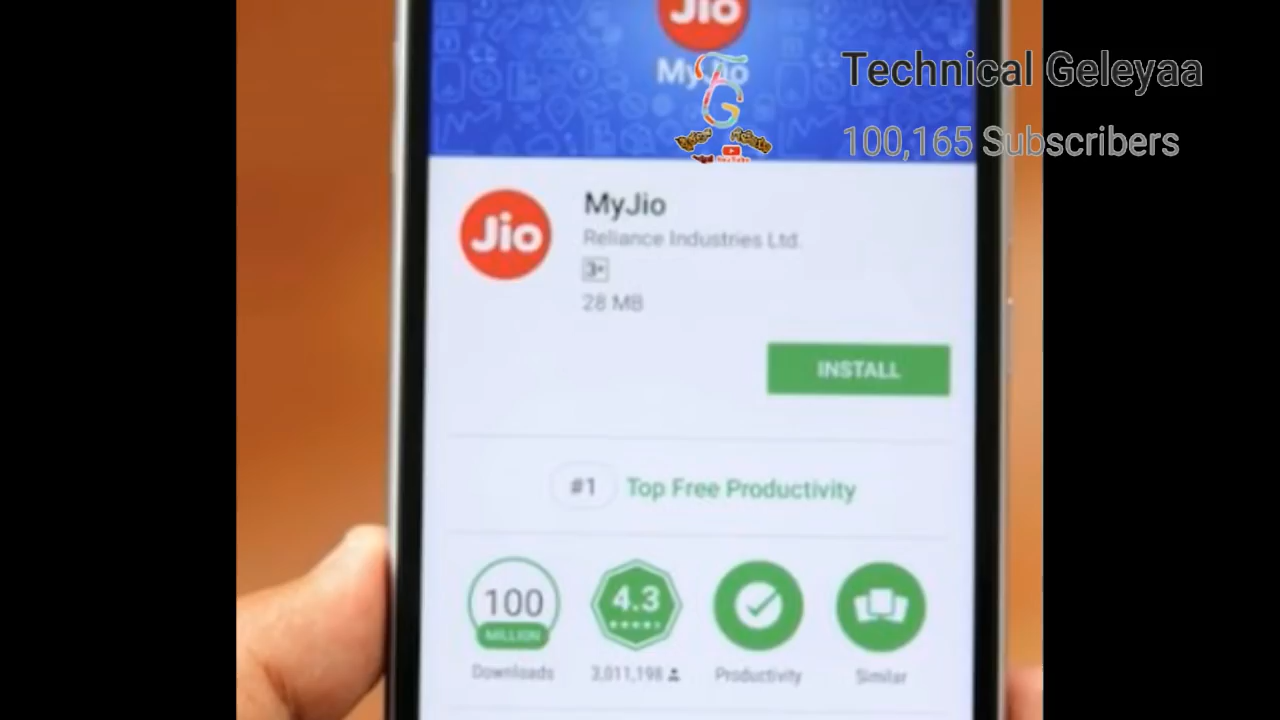 Jio
MyJio
Technical Geleyaa
100,165 Subscribers
Jio
MyJio
Reliance Industries Ltd.
3+
28 MB
INSTALL
#1 Top Free Productivity
100
MILLION
4.3
Downloads
3,011,198
Productivity
Similar
YouTube